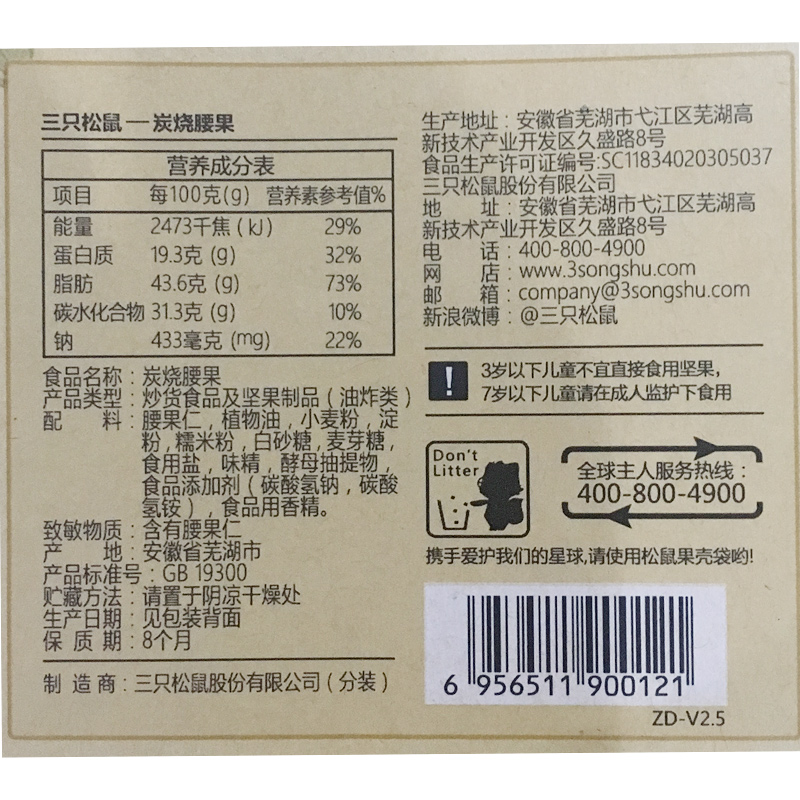 三只松鼠 — 炭烧腰果
营养成分表
项目 每100克(g) 营养素参考值%
能量 2473千焦 ( kJ ) 29%
蛋白质 19.3克 (g) 32%
脂肪 43.6克 (g) 73%
碳水化合物 31.3克 (g) 10%
钠 433毫克 (mg) 22%
食品名称 : 炭烧腰果
产品类型 : 炒货食品及坚果制品 ( 油炸类 )
配 料 : 腰果仁 , 植物油 , 小麦粉 , 淀
粉 , 糯米粉 , 白砂糖 , 麦芽糖 ,
食用盐 , 味精 , 酵母抽提物 ,
食品添加剂 ( 碳酸氢钠 , 碳酸
氢铵 ) , 食品用香精。
致敏物质 : 含有腰果仁
产 地 : 安徽省芜湖市
产品标准号 : GB 19300
贮藏方法 : 请置于阴凉干燥处
生产日期 : 见包装背面
保 质 期 : 8个月
制 造 商 : 三只松鼠股份有限公司 ( 分装 )
生产地址 : 安徽省芜湖市弋江区芜湖高
新技术产业开发区久盛路8号
食品生产许可证编号:SC11834020305037
三只松鼠股份有限公司
地 址 : 安徽省芜湖市弋江区芜湖高
新技术产业开发区久盛路8号
电 话 : 400-800-4900
网 店 : www.3songshu.com
邮 箱 : company@3songshu.com
新浪微博 : @三只松鼠
! 3岁以下儿童不宜直接食用坚果 ,
7岁以下儿童请在成人监护下食用
Don't
Litter
全球主人服务热线 :
400-800-4900
携手爱护我们的星球,请使用松鼠果壳袋哟!
6 956511 900121
ZD-V2.5